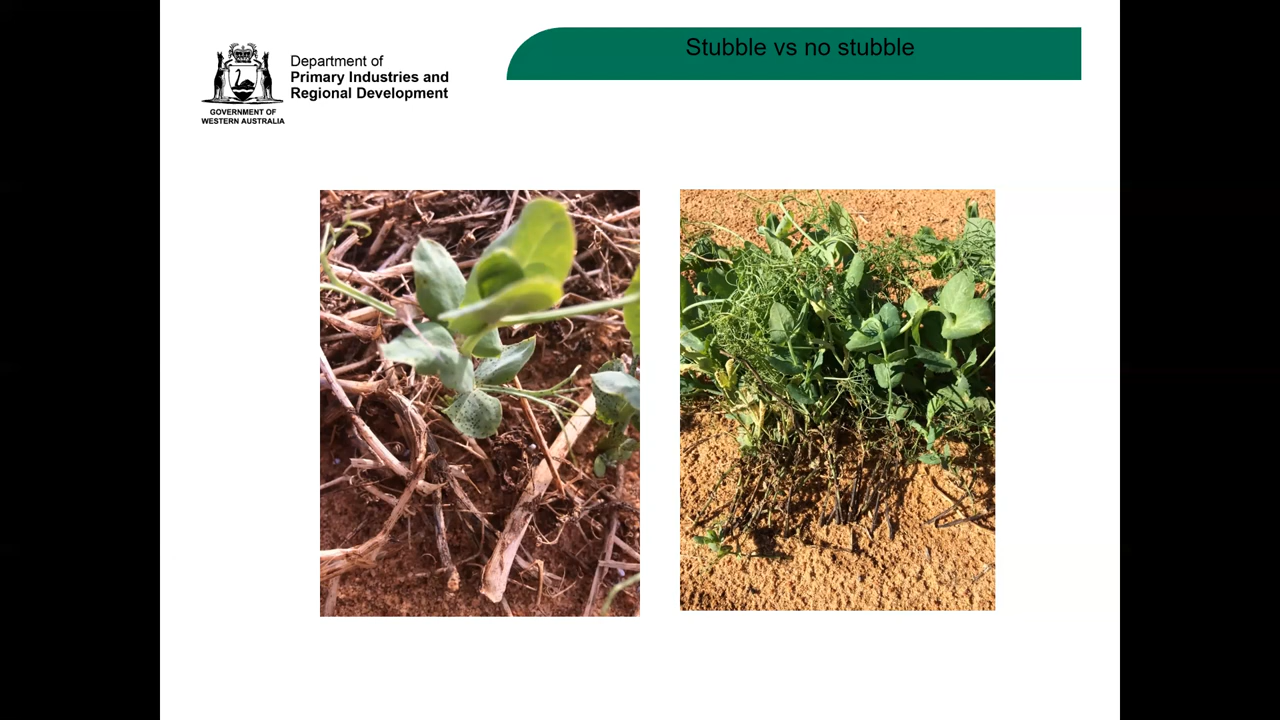 Stubble vs no stubble
Department of
Primary Industries and
Regional Development
GOVERNMENT OF
WESTERN AUSTRALIA